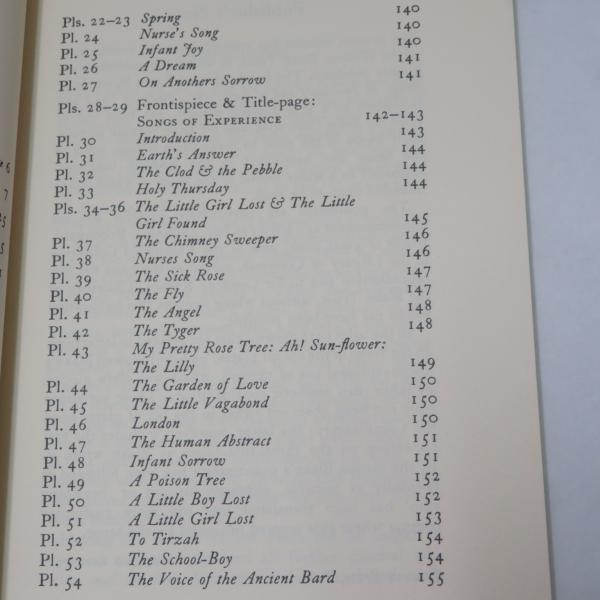 Pls. 22–23 Spring 140
Pl. 24 Nurse's Song 140
Pl. 25 Infant Joy 140
Pl. 26 A Dream 141
Pl. 27 On Anothers Sorrow 141
Pls. 28–29 Frontispiece & Title-page:
SONGS OF EXPERIENCE 142–143
Pl. 30 Introduction 143
Pl. 31 Earth's Answer 144
Pl. 32 The Clod & the Pebble 144
Pl. 33 Holy Thursday 144
Pls. 34–36 The Little Girl Lost & The Little
Girl Found 145
Pl. 37 The Chimney Sweeper 146
Pl. 38 Nurses Song 146
Pl. 39 The Sick Rose 147
Pl. 40 The Fly 147
Pl. 41 The Angel 148
Pl. 42 The Tyger 148
Pl. 43 My Pretty Rose Tree: Ah! Sun-flower:
The Lilly 149
Pl. 44 The Garden of Love 150
Pl. 45 The Little Vagabond 150
Pl. 46 London 150
Pl. 47 The Human Abstract 151
Pl. 48 Infant Sorrow 151
Pl. 49 A Poison Tree 152
Pl. 50 A Little Boy Lost 152
Pl. 51 A Little Girl Lost 153
Pl. 52 To Tirzah 154
Pl. 53 The School-Boy 154
Pl. 54 The Voice of the Ancient Bard 155